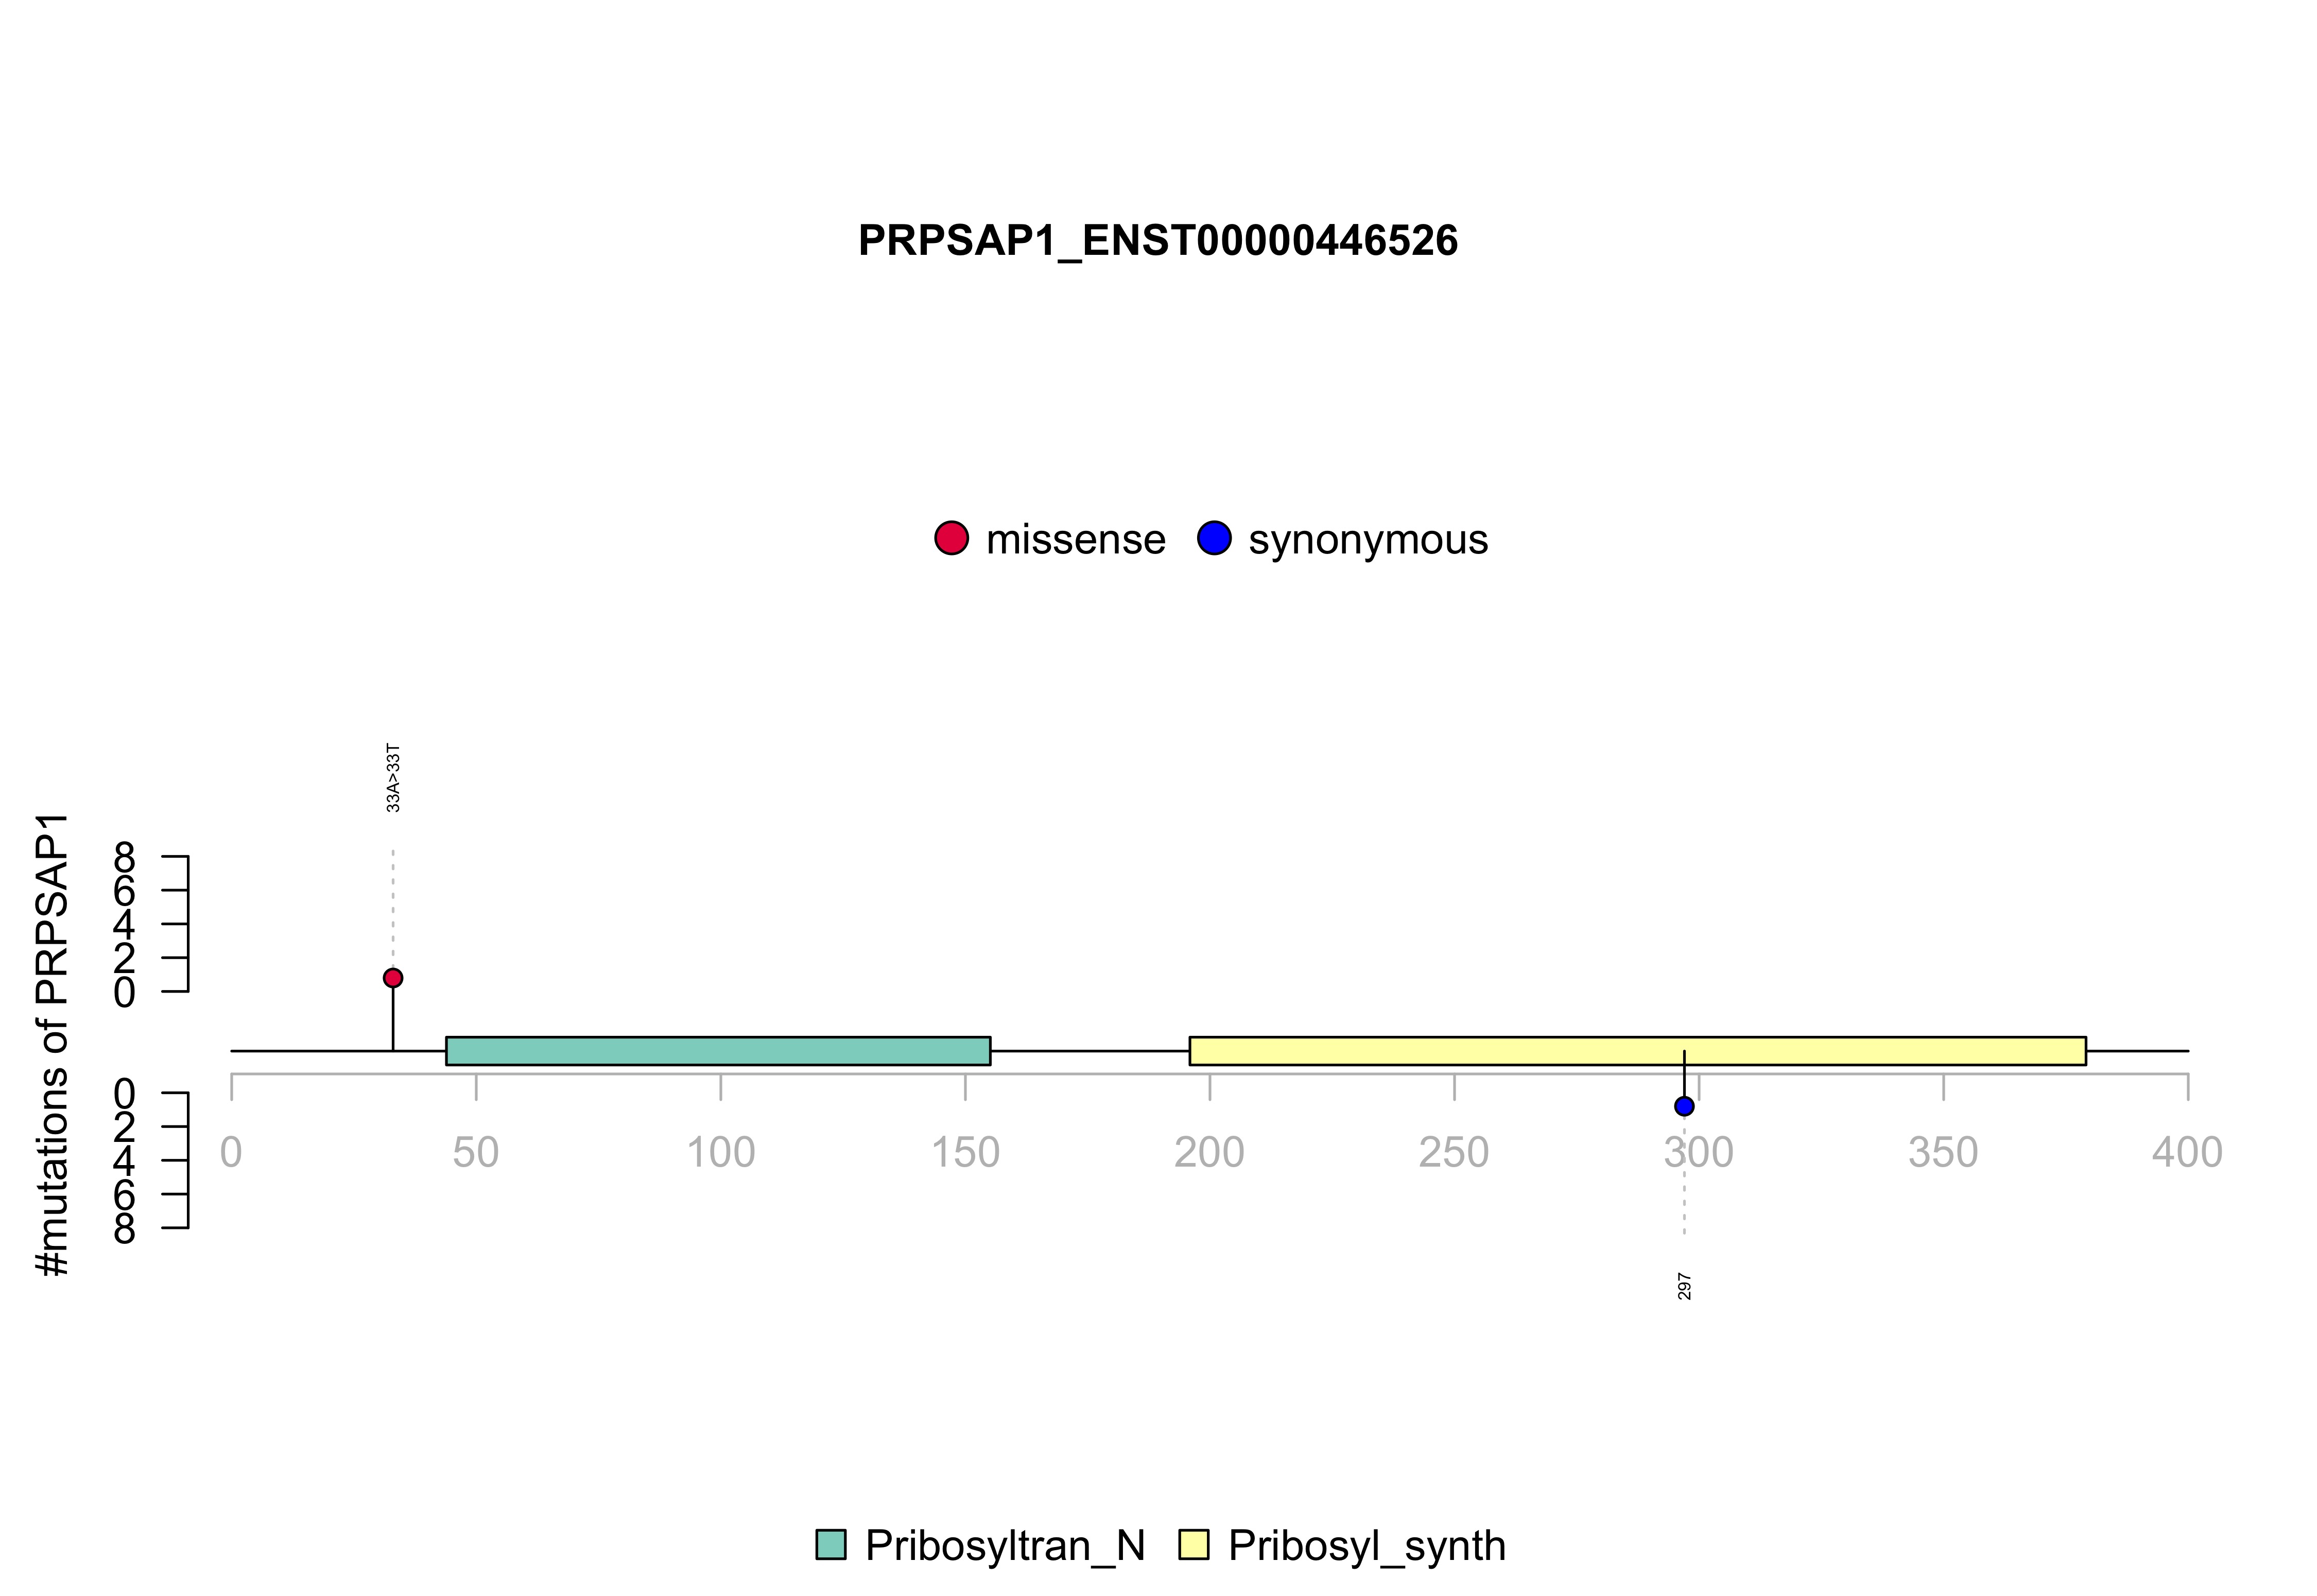 PRPSAP1_ENST00000446526
missense synonymous
33A>33T
#mutations of PRPSAP1
8
6
4
2
0
0
2
4
6
8
0 50 100 150 200 250 300 350 400
297
Pribosyltran_N Pribosyl_synth